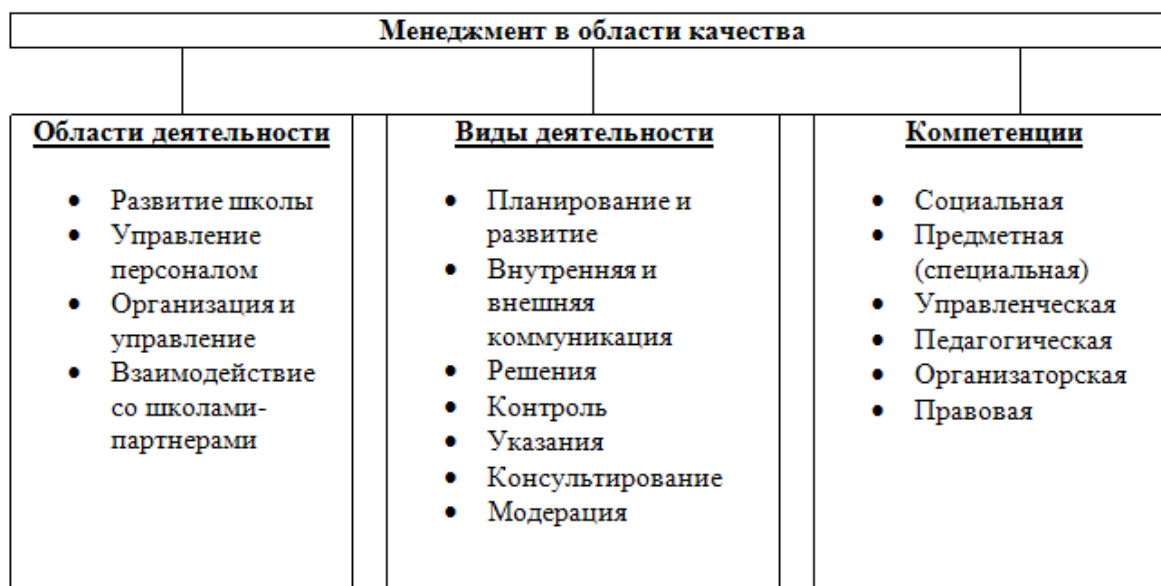 Менеджмент в области качества
Области деятельности
• Развитие школы
• Управление
персоналом
• Организация и
управление
• Взаимодействие
со школами-
партнерами
Виды деятельности
• Планирование и
развитие
• Внутренняя и
внешняя
коммуникация
• Решения
• Контроль
• Указания
• Консультирование
• Модерация
Компетенции
• Социальная
• Предметная
(специальная)
• Управленческая
• Педагогическая
• Организаторская
• Правовая